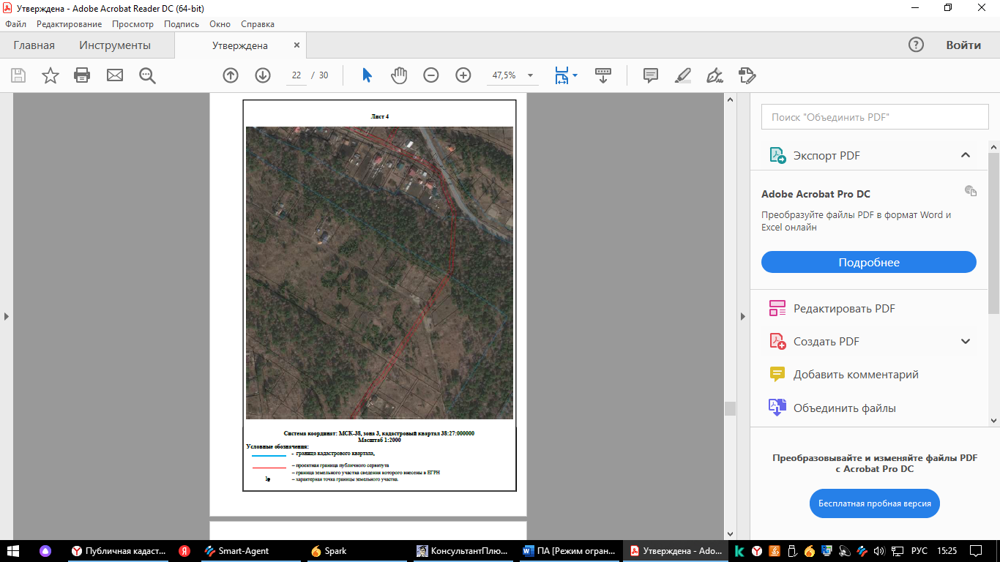 Утверждена - Adobe Acrobat Reader DC (64-bit)
Файл Редактирование Просмотр Подпись Окно Справка
Главная Инструменты Утверждена × Войти
22 / 30 47,5%
Лист 4
Система координат: МСК-38, зона 3, кадастровый квартал 38:27:000000
Масштаб 1:2000
Условные обозначения:
- граница кадастрового квартала,
– проектная граница публичного сервитута
– граница земельного участка сведения которого внесены в ЕГРН
– характерная точка границы земельного участка.
Поиск "Объединить PDF"
Экспорт PDF
Adobe Acrobat Pro DC
Преобразуйте файлы PDF в формат Word и
Excel онлайн
Подробнее
Редактировать PDF
Создать PDF
Добавить комментарий
Объединить файлы
Преобразовывайте и изменяйте файлы PDF
с Acrobat Pro DC
Бесплатная пробная версия
Публичная кадаст... Smart-Agent Spark КонсультантПлю... ПА [Режим огран... Утверждена - Ado... РУС 15:25